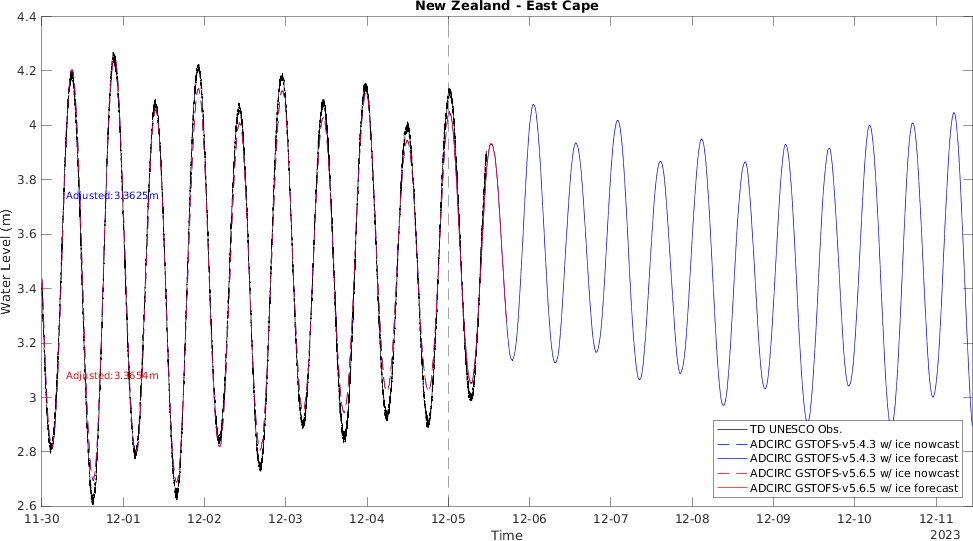 New Zealand - East Cape
4.4
4.2
4
3.8
3.6
3.4
3.2
3
2.8
2.6
Water Level (m)
Adjusted:3.3625m
Adjusted:3.3654m
TD UNESCO Obs.
ADCIRC GSTOFS-v5.4.3 w/ ice nowcast
ADCIRC GSTOFS-v5.4.3 w/ ice forecast
ADCIRC GSTOFS-v5.6.5 w/ ice nowcast
ADCIRC GSTOFS-v5.6.5 w/ ice forecast
11-30 12-01 12-02 12-03 12-04 12-05 12-06 12-07 12-08 12-09 12-10 12-11
Time
2023